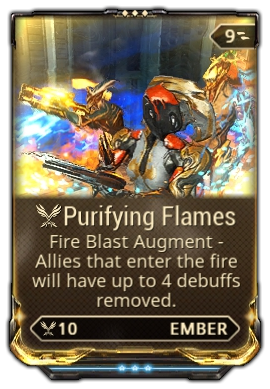 9
Purifying Flames
Fire Blast Augment -
Allies that enter the fire
will have up to 4 debuffs
removed.
10 EMBER